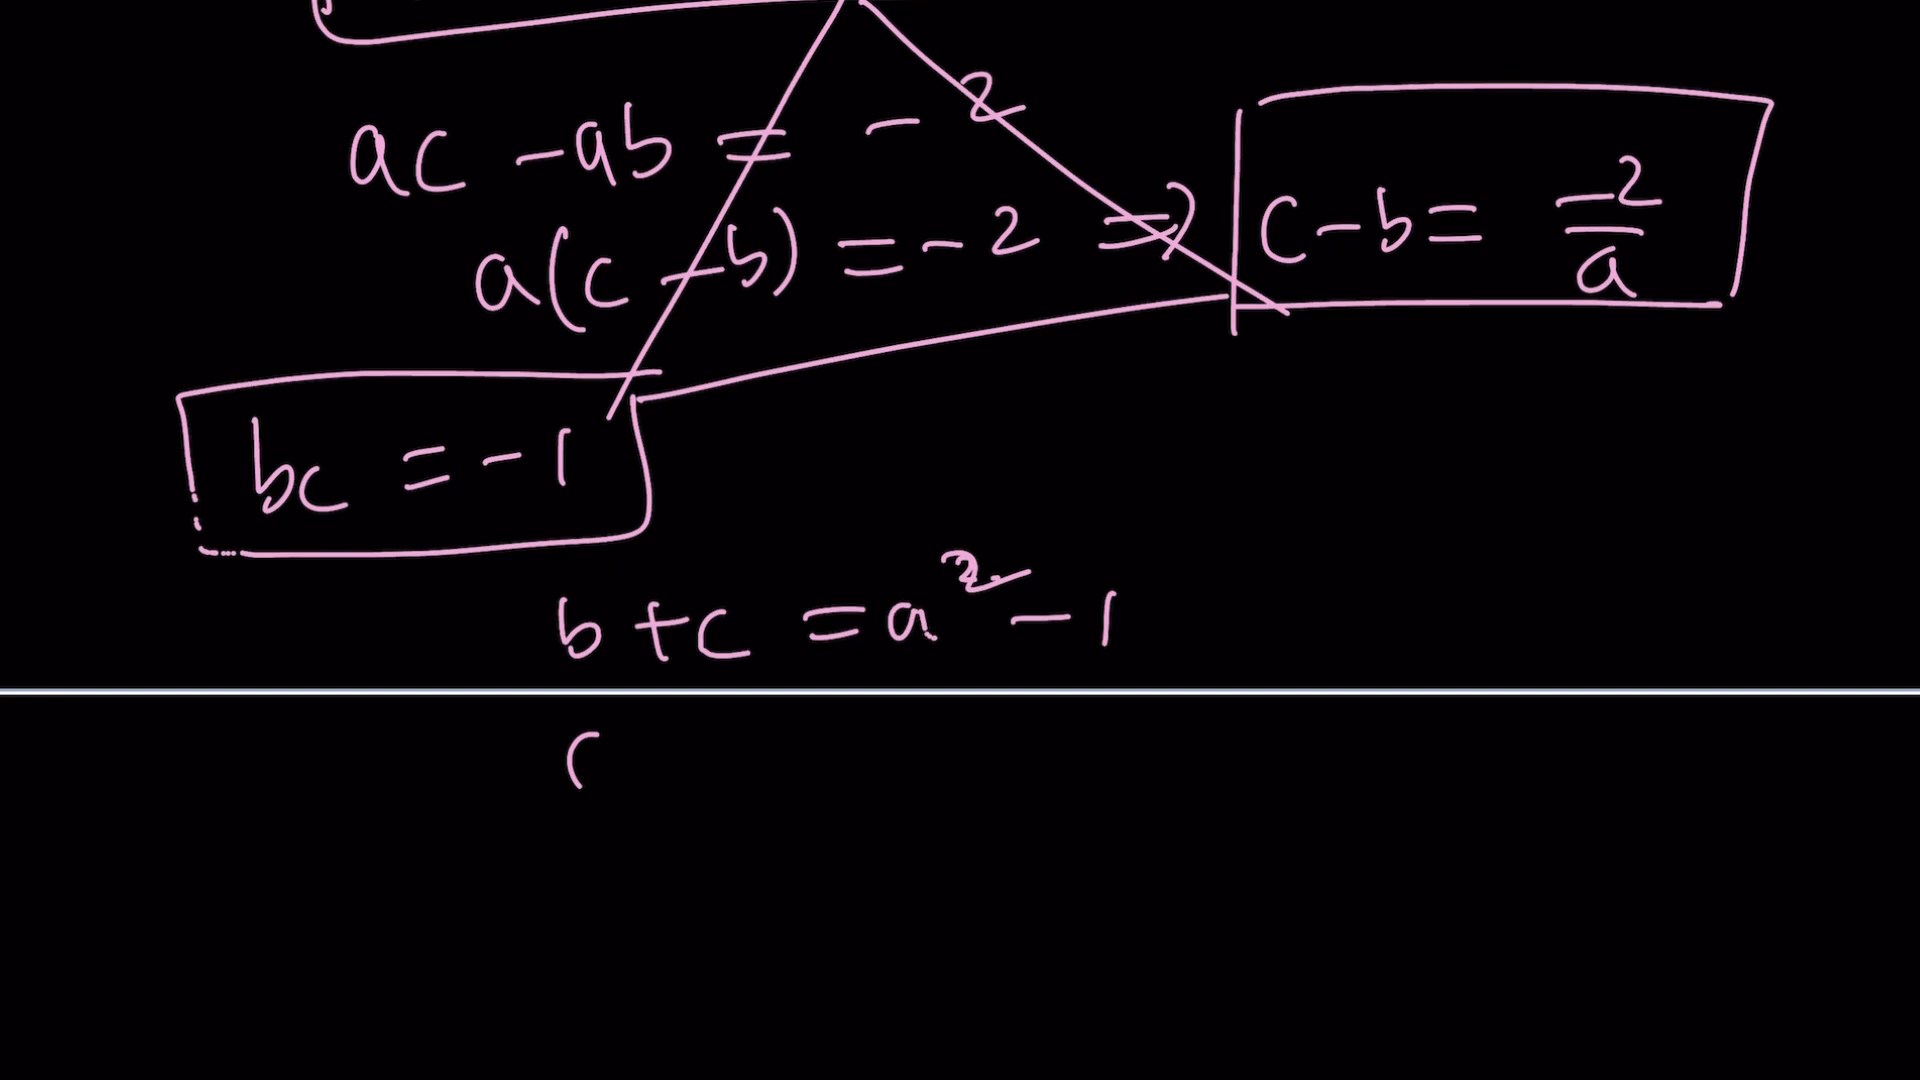 ac - ab = -2
a(c - b) = -2 ⇒ c - b = -2/a
bc = -1
b + c = a² - 1
c